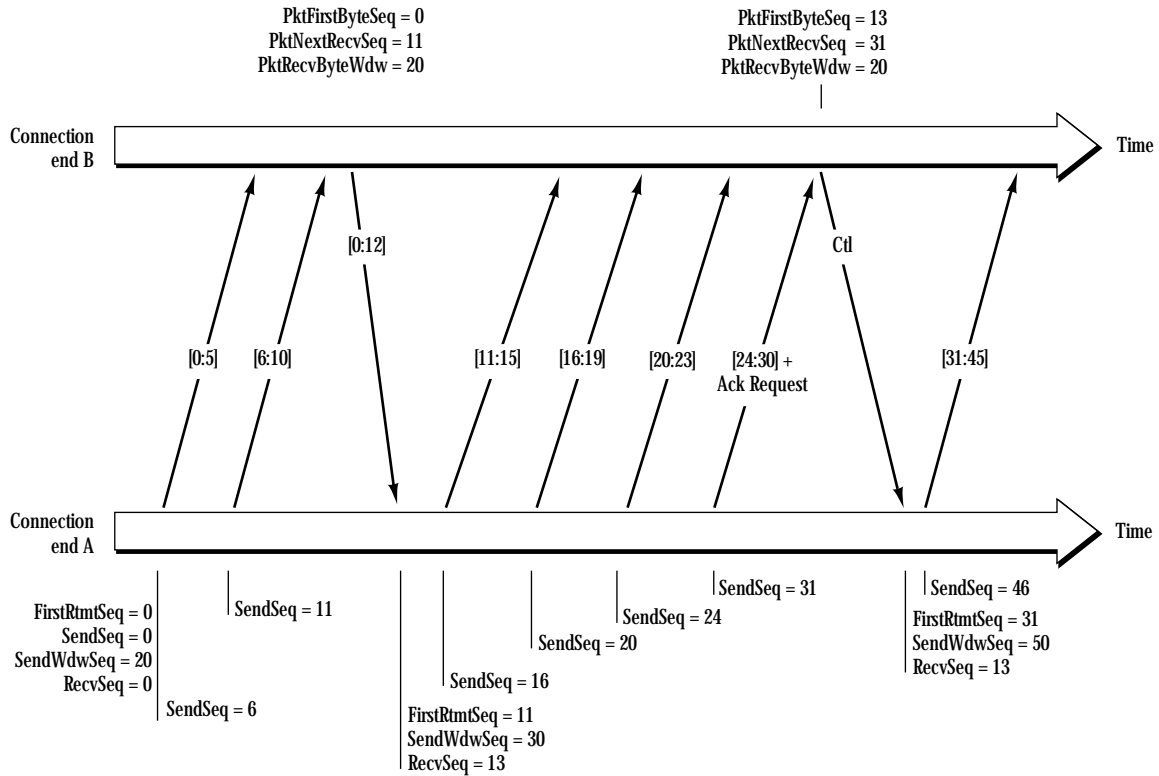 PktFirstByteSeq = 0
PktNextRecvSeq = 11
PktRecvByteWdw = 20
PktFirstByteSeq = 13
PktNextRecvSeq = 31
PktRecvByteWdw = 20
Connection
end B
Time
[0:12]
Ctl
[0:5]
[6:10]
[11:15]
[16:19]
[20:23]
[24:30] +
Ack Request
[31:45]
Connection
end A
Time
FirstRtmtSeq = 0
SendSeq = 0
SendWdwSeq = 20
RecvSeq = 0
SendSeq = 6
SendSeq = 11
FirstRtmtSeq = 11
SendWdwSeq = 30
RecvSeq = 13
SendSeq = 16
SendSeq = 20
SendSeq = 24
SendSeq = 31
SendSeq = 46
FirstRtmtSeq = 31
SendWdwSeq = 50
RecvSeq = 13